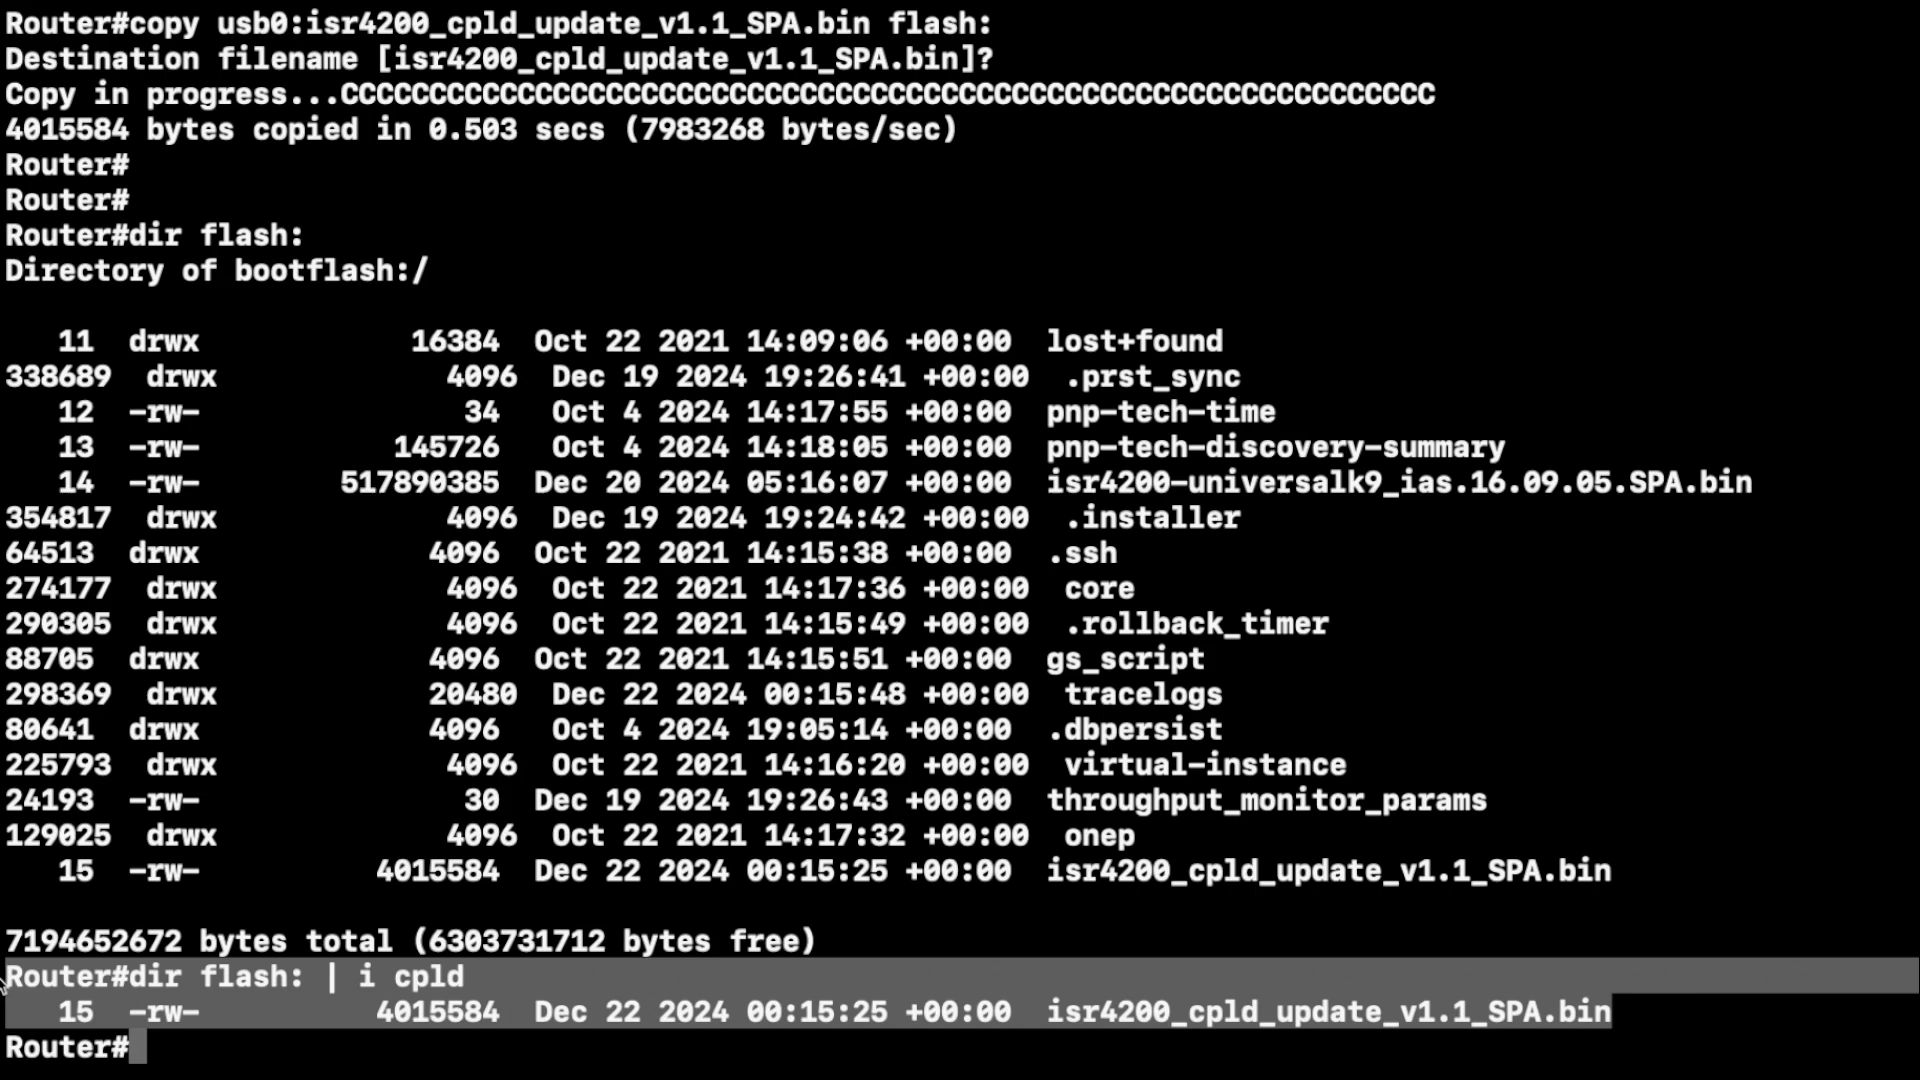 Router#copy usb0:isr4200_cpld_update_v1.1_SPA.bin flash:
Destination filename [isr4200_cpld_update_v1.1_SPA.bin]?
Copy in progress...CCCCCCCCCCCCCCCCCCCCCCCCCCCCCCCCCCCCCCCCCCCCCCCCCCCCCCCCCCCCCC
4015584 bytes copied in 0.503 secs (7983268 bytes/sec)
Router#
Router#
Router#dir flash:
Directory of bootflash:/
11 drwx 16384 Oct 22 2021 14:09:06 +00:00 lost+found
338689 drwx 4096 Dec 19 2024 19:26:41 +00:00 .prst_sync
12 -rw- 34 Oct 4 2024 14:17:55 +00:00 pnp-tech-time
13 -rw- 145726 Oct 4 2024 14:18:05 +00:00 pnp-tech-discovery-summary
14 -rw- 517890385 Dec 20 2024 05:16:07 +00:00 isr4200-universalk9_ias.16.09.05.SPA.bin
354817 drwx 4096 Dec 19 2024 19:24:42 +00:00 .installer
64513 drwx 4096 Oct 22 2021 14:15:38 +00:00 .ssh
274177 drwx 4096 Oct 22 2021 14:17:36 +00:00 core
290305 drwx 4096 Oct 22 2021 14:15:49 +00:00 .rollback_timer
88705 drwx 4096 Oct 22 2021 14:15:51 +00:00 gs_script
298369 drwx 20480 Dec 22 2024 00:15:48 +00:00 tracelogs
80641 drwx 4096 Oct 4 2024 19:05:14 +00:00 .dbpersist
225793 drwx 4096 Oct 22 2021 14:16:20 +00:00 virtual-instance
24193 -rw- 30 Dec 19 2024 19:26:43 +00:00 throughput_monitor_params
129025 drwx 4096 Oct 22 2021 14:17:32 +00:00 onep
15 -rw- 4015584 Dec 22 2024 00:15:25 +00:00 isr4200_cpld_update_v1.1_SPA.bin
7194652672 bytes total (6303731712 bytes free)
Router#dir flash: | i cpld
15 -rw- 4015584 Dec 22 2024 00:15:25 +00:00 isr4200_cpld_update_v1.1_SPA.bin
Router#